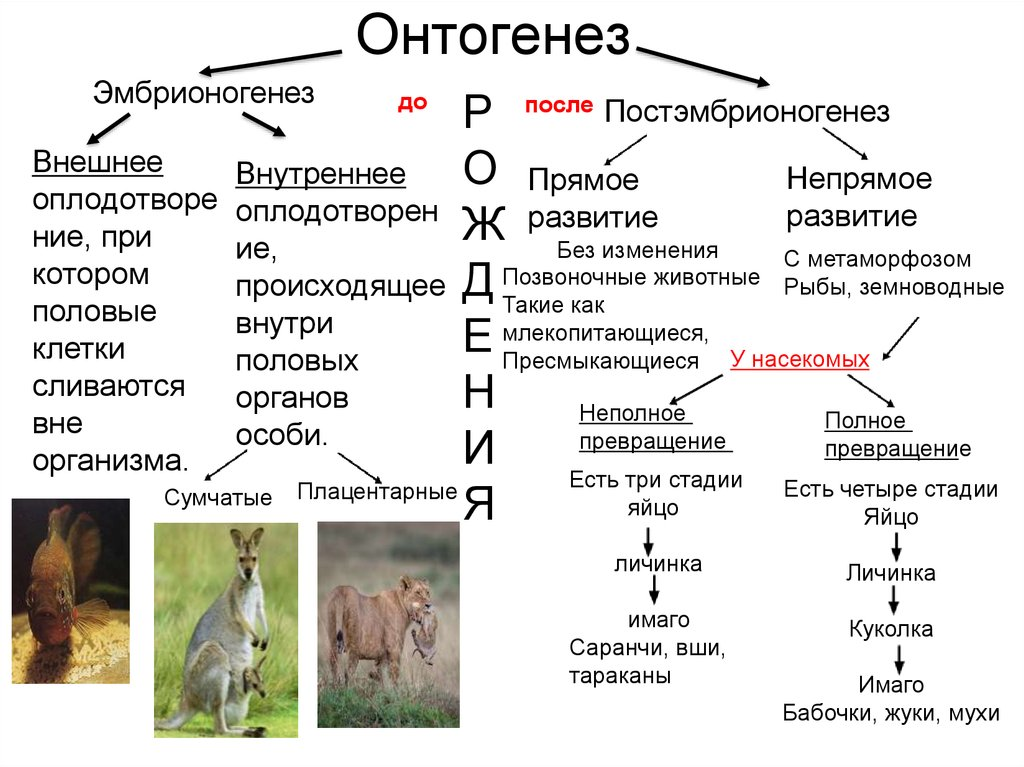 Онтогенез
Эмбрионогенез
до
Внешнее
оплодотворе
ние, при
котором
половые
клетки
сливаются
вне
организма.
Внутреннее
оплодотворен
ие,
происходящее
внутри
половых
органов
особи.
Сумчатые
Плацентарные
Р
О
Ж
Д
Е
Н
И
Я
после
Постэмбрионогенез
Прямое
развитие
Без изменения
Позвоночные животные
Такие как
млекопитающиеся,
Пресмыкающиеся
Непрямое
развитие
С метаморфозом
Рыбы, земноводные
У насекомых
Неполное
превращение
Есть три стадии
яйцо
личинка
имаго
Саранчи, вши,
тараканы
Полное
превращение
Есть четыре стадии
Яйцо
Личинка
Куколка
Имаго
Бабочки, жуки, мухи